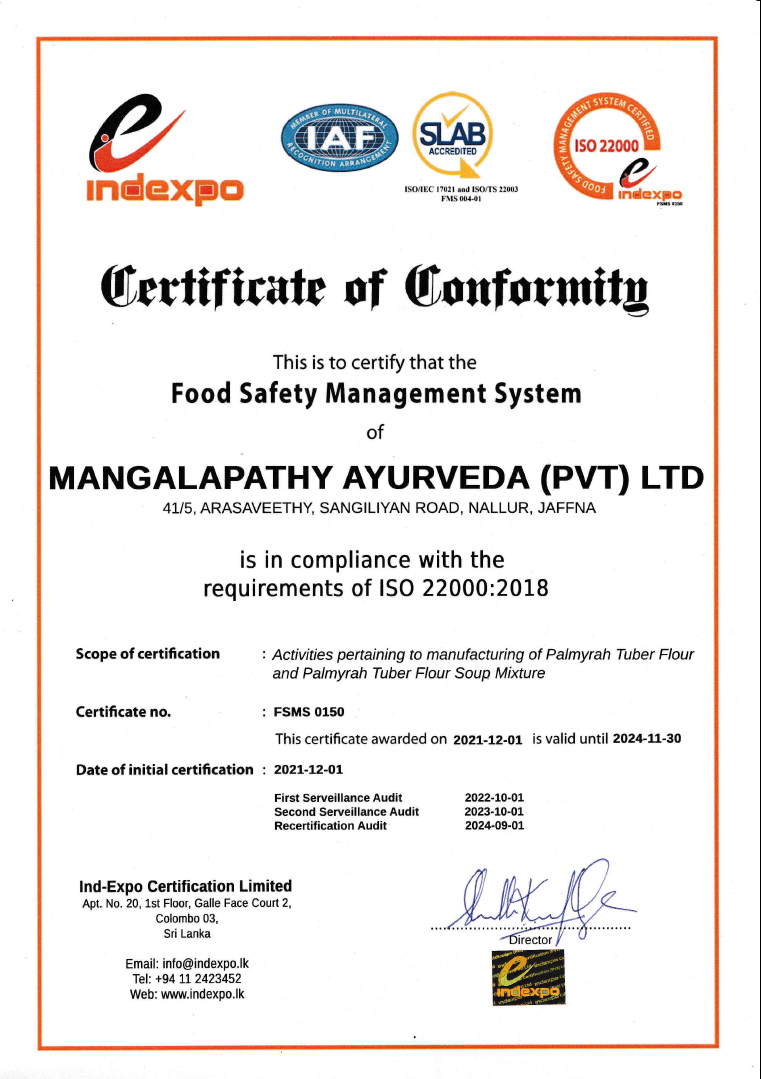 indexpo
MEMBER OF MULTILATERAL
IAF
RECOGNITION ARRANGEMENT
SLAB
ACCREDITED
ISO/IEC 17021 and ISO/TS 22003
FMS 004-01
FOOD SAFETY MANAGEMENT SYSTEM CERTIFIED
ISO 22000
indexpo
FSMS 0150
Certificate of Conformity
This is to certify that the
Food Safety Management System
of
MANGALAPATHY AYURVEDA (PVT) LTD
41/5, ARASAVEETHY, SANGILIYAN ROAD, NALLUR, JAFFNA
is in compliance with the
requirements of ISO 22000:2018
Scope of certification : Activities pertaining to manufacturing of Palmyrah Tuber Flour
and Palmyrah Tuber Flour Soup Mixture
Certificate no. : FSMS 0150
This certificate awarded on 2021-12-01 is valid until 2024-11-30
Date of initial certification : 2021-12-01
First Serveillance Audit 2022-10-01
Second Serveillance Audit 2023-10-01
Recertification Audit 2024-09-01
Ind-Expo Certification Limited
Apt. No. 20, 1st Floor, Galle Face Court 2,
Colombo 03,
Sri Lanka
Email: info@indexpo.lk
Tel: +94 11 2423452
Web: www.indexpo.lk
Director
indexpo